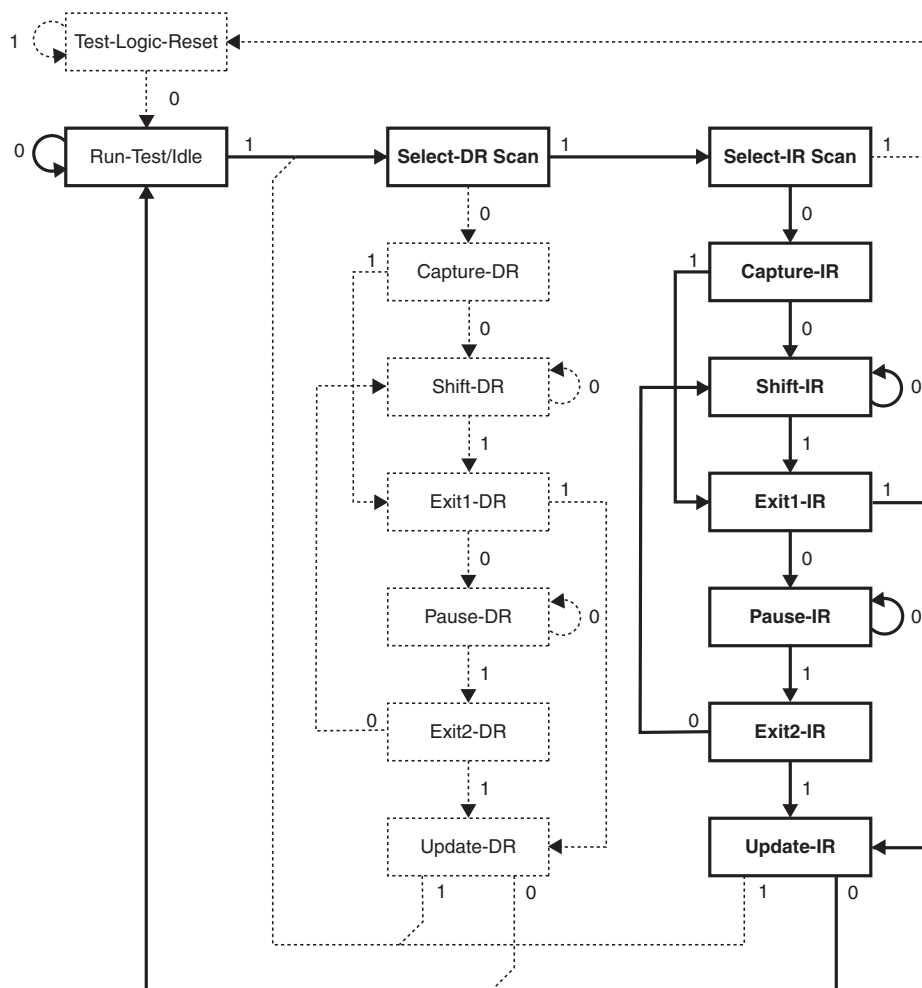 1 Test-Logic-Reset
0
0 Run-Test/Idle 1 Select-DR Scan 1 Select-IR Scan 1
0 0
1 Capture-DR 1 Capture-IR
0 0
Shift-DR 0 Shift-IR 0
1 1
Exit1-DR 1 Exit1-IR 1
0 0
Pause-DR 0 Pause-IR 0
1 1
0 Exit2-DR 0 Exit2-IR
1 1
Update-DR Update-IR
1 0 1 0